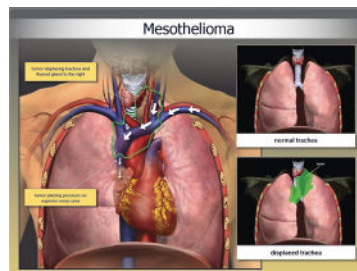 Mesothelioma
tumor displacing trachea and
thyroid gland to the right
tumor placing pressure on
superior vena cava
normal trachea
displaced trachea